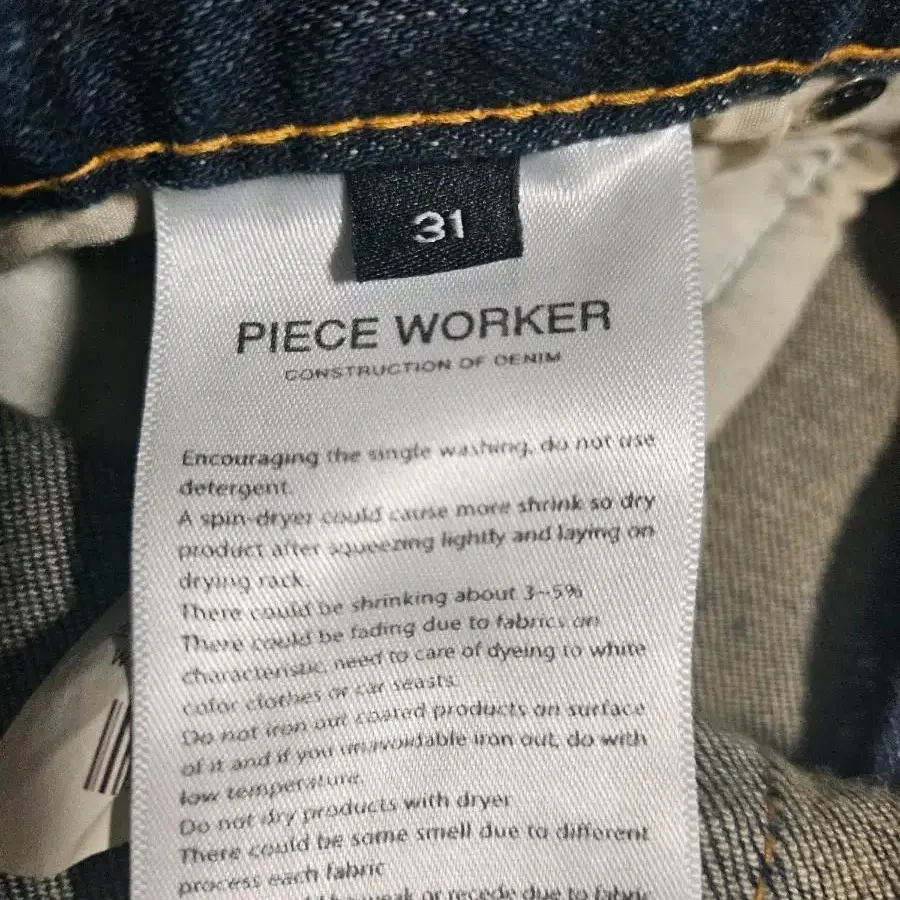 31
PIECE WORKER
CONSTRUCTION OF DENIM
Encouraging the single washing, do not use
detergent.
A spin-dryer could cause more shrink so dry
product after squeezing lightly and laying on
drying rack.
There could be shrinking about 3~5%
There could be fading due to fabrics on
characteristic, need to care of dyeing to white
color clothes or car seasts.
Do not iron out coated products on surface
of it and if you unavoidable iron out, do with
low temperature.
Do not dry products with dryer
There could be some smell due to different
process each fabric
or recede due to fabric